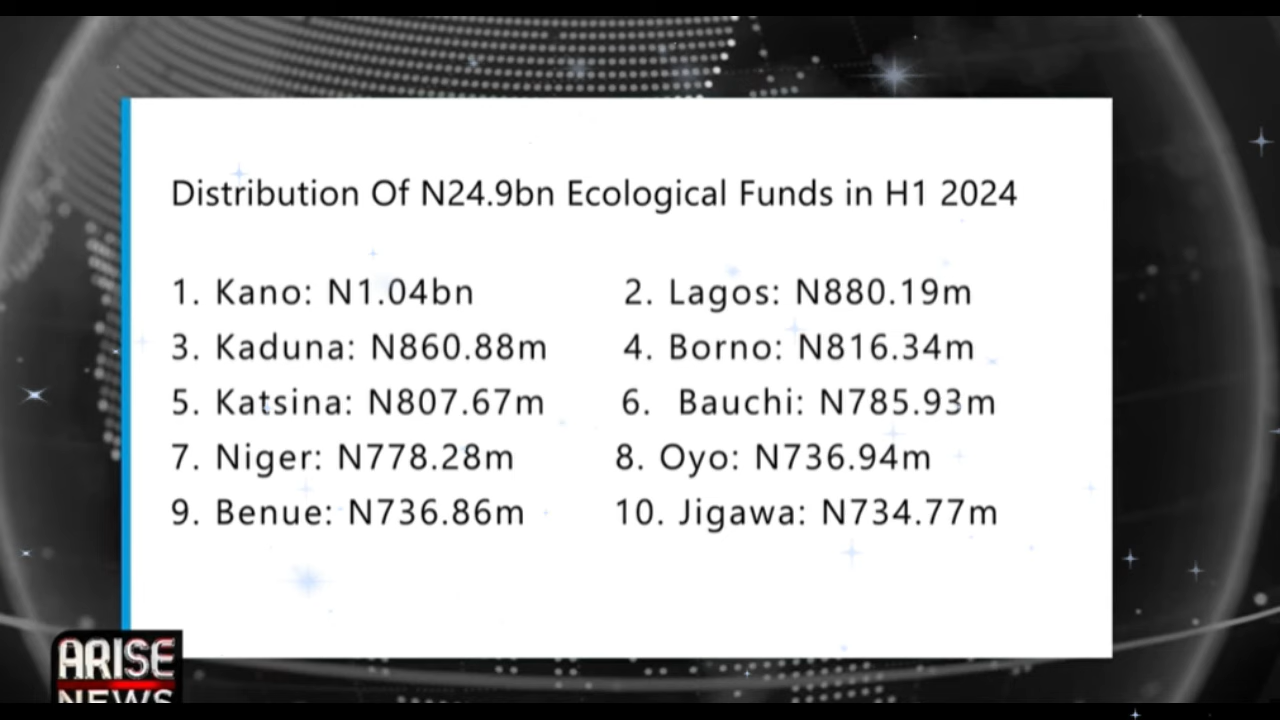 Distribution Of N24.9bn Ecological Funds in H1 2024
1. Kano: N1.04bn 2. Lagos: N880.19m
3. Kaduna: N860.88m 4. Borno: N816.34m
5. Katsina: N807.67m 6. Bauchi: N785.93m
7. Niger: N778.28m 8. Oyo: N736.94m
9. Benue: N736.86m 10. Jigawa: N734.77m
ARISE
NEWS